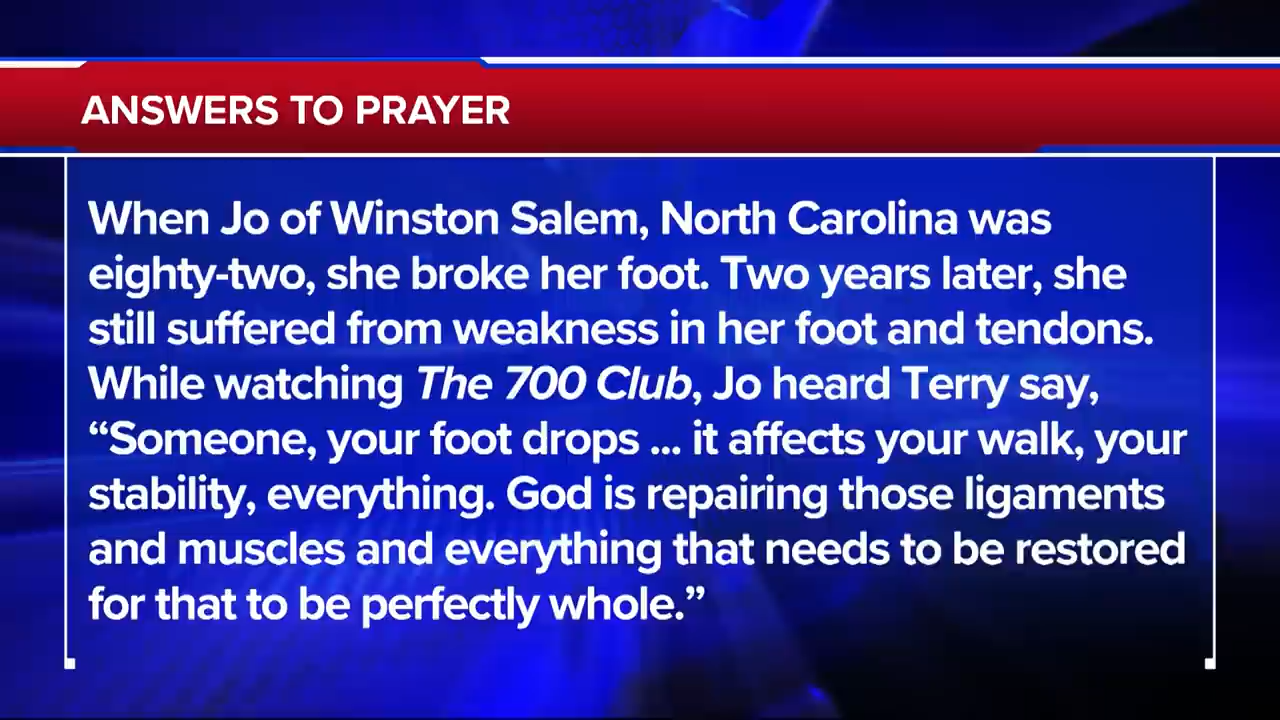 ANSWERS TO PRAYER
When Jo of Winston Salem, North Carolina was
eighty-two, she broke her foot. Two years later, she
still suffered from weakness in her foot and tendons.
While watching The 700 Club, Jo heard Terry say,
“Someone, your foot drops ... it affects your walk, your
stability, everything. God is repairing those ligaments
and muscles and everything that needs to be restored
for that to be perfectly whole.”